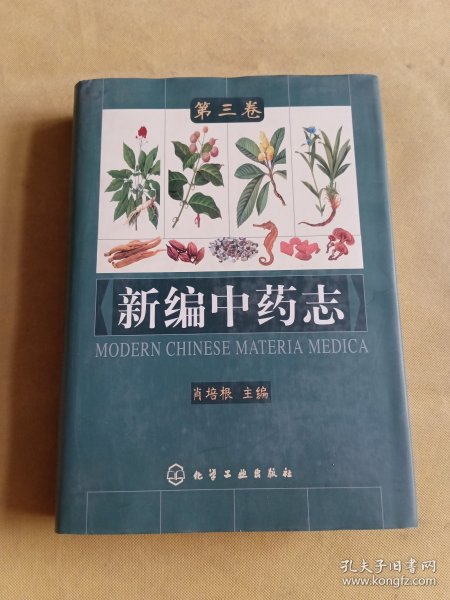 第三卷
新编中药志
MODERN CHINESE MATERIA MEDICA
肖培根 主编
化学工业出版社
孔夫子旧书网
www.kongfz.com